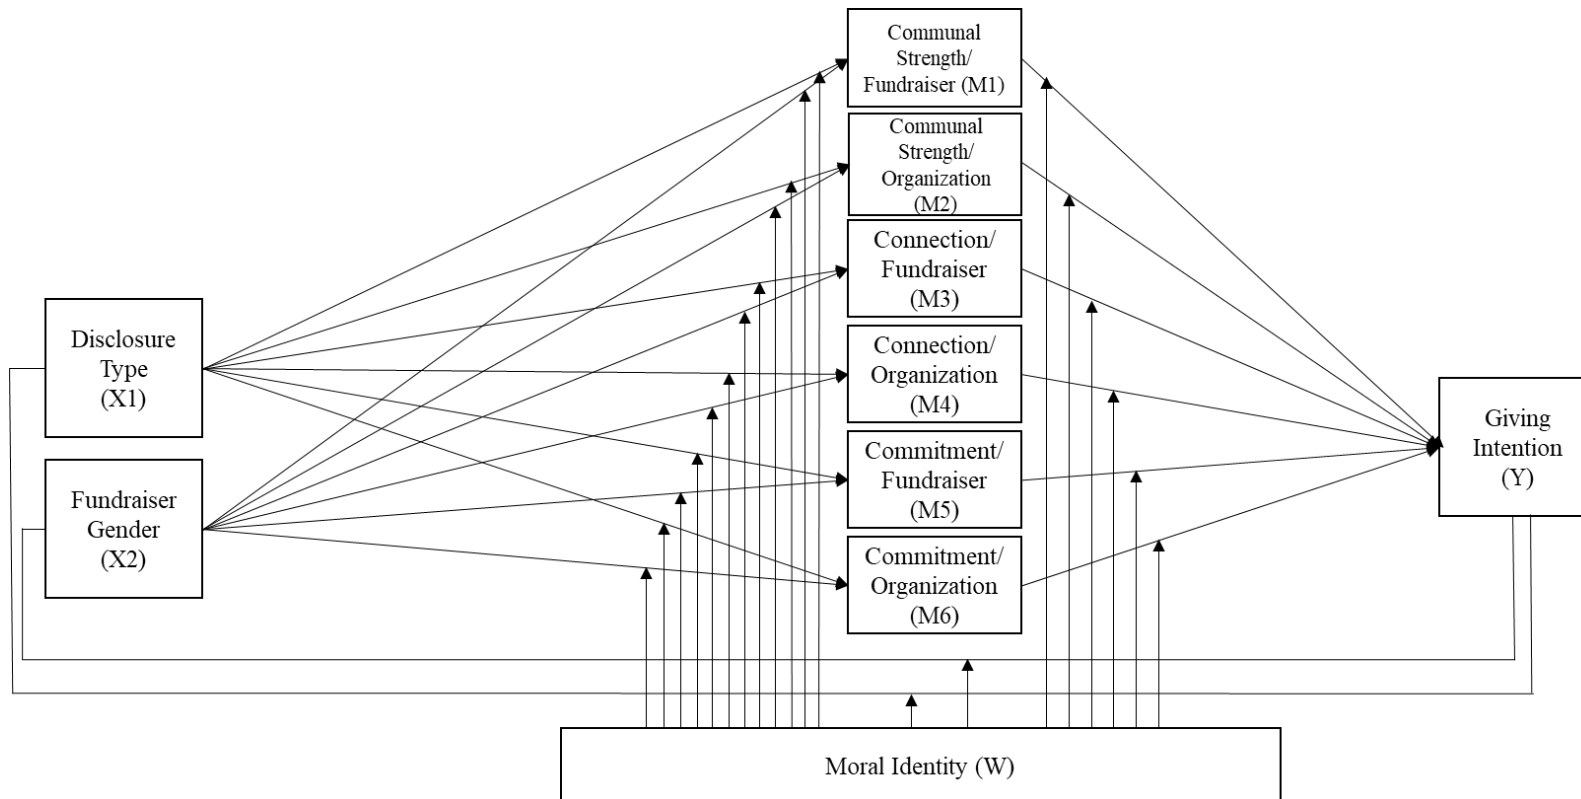 Communal
Strength/
Fundraiser (M1)
Communal
Strength/
Organization
(M2)
Connection/
Fundraiser
(M3)
Connection/
Organization
(M4)
Commitment/
Fundraiser
(M5)
Commitment/
Organization
(M6)
Disclosure
Type
(X1)
Fundraiser
Gender
(X2)
Giving
Intention
(Y)
Moral Identity (W)